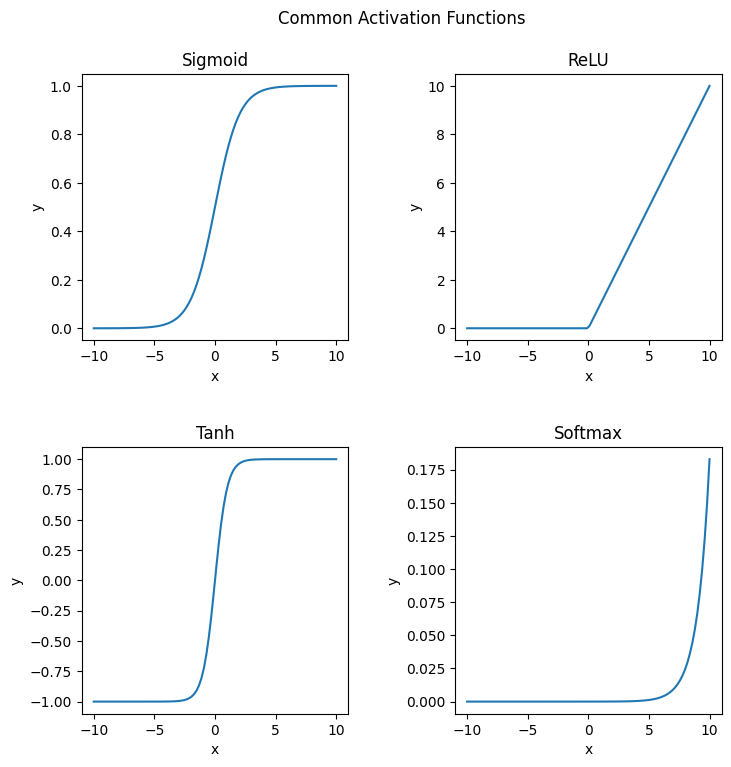 Common Activation Functions
Sigmoid
1.0
0.8
0.6
0.4
0.2
0.0
y
−10 −5 0 5 10
x
ReLU
10
8
6
4
2
0
y
−10 −5 0 5 10
x
Tanh
1.00
0.75
0.50
0.25
0.00
−0.25
−0.50
−0.75
−1.00
y
−10 −5 0 5 10
x
Softmax
0.175
0.150
0.125
0.100
0.075
0.050
0.025
0.000
y
−10 −5 0 5 10
x